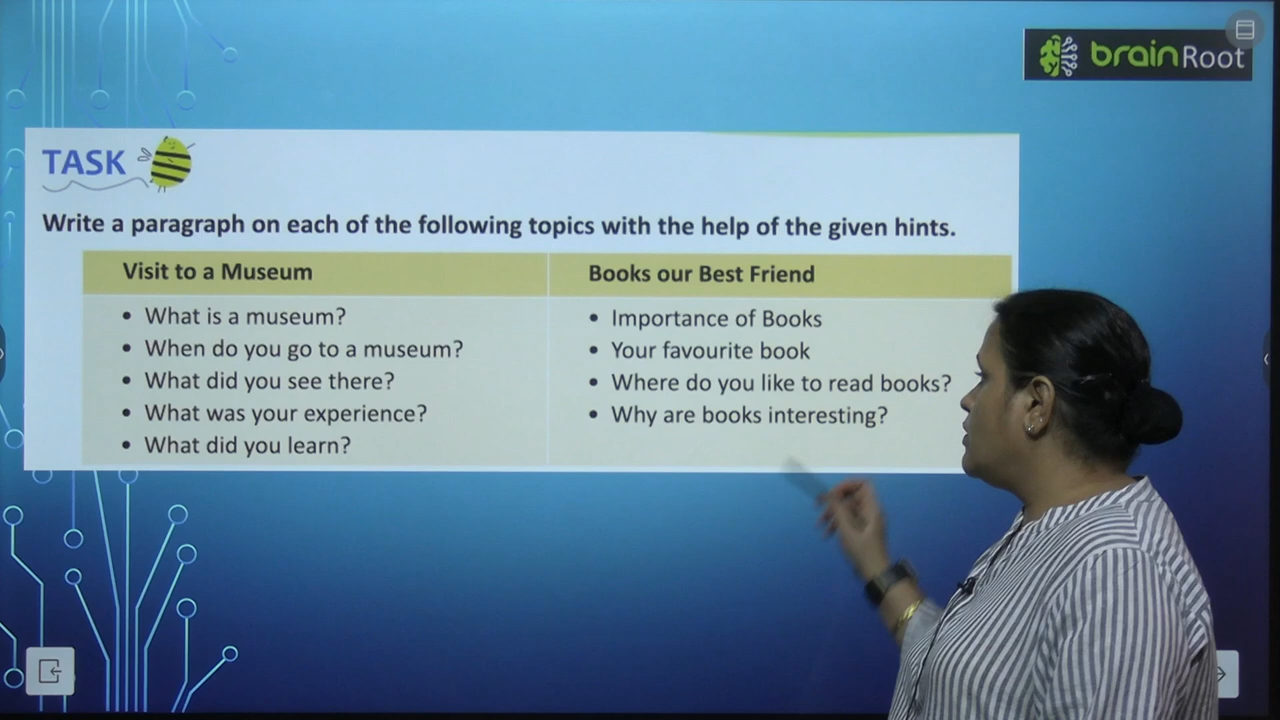 brainRoot
TASK
Write a paragraph on each of the following topics with the help of the given hints.
Visit to a Museum
• What is a museum?
• When do you go to a museum?
• What did you see there?
• What was your experience?
• What did you learn?
Books our Best Friend
• Importance of Books
• Your favourite book
• Where do you like to read books?
• Why are books interesting?